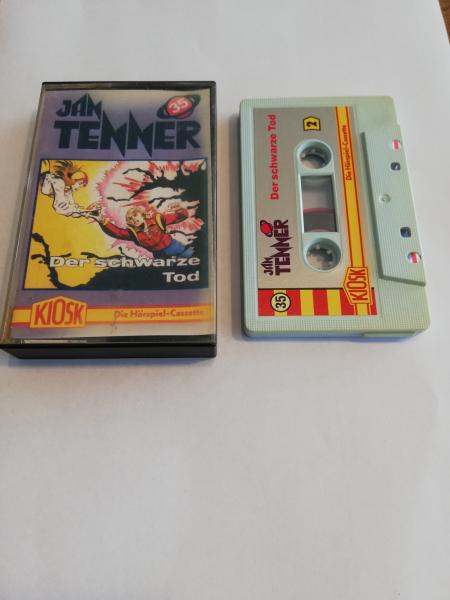 JAN
TENNER
35
Der schwarze
Tod
KIOSK
Die Hörspiel-Cassette
35
JAN
TENNER
Der schwarze Tod
2
KIOSK
Die Hörspiel-Cassette